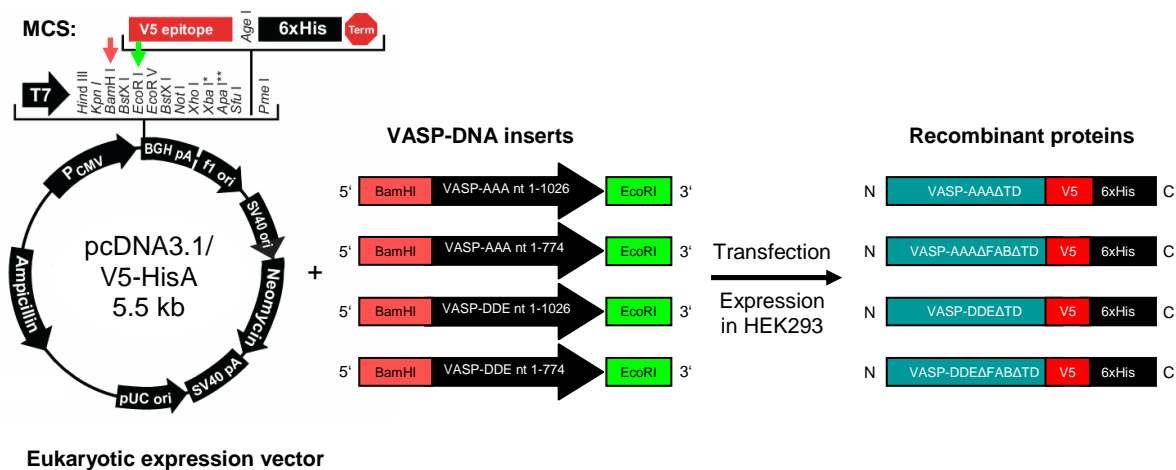 MCS:
V5 epitope
Age I
6xHis
Term
T7
Hind III
Kpn I
BamH I
BstX I
EcoR I
EcoR V
BstX I
Not I
Xho I
Xba I*
Apa I**
Sfu I
Pme I
PCMV
BGH pA
f1 ori
SV40 ori
Neomycin
SV40 pA
pUC ori
Ampicillin
pcDNA3.1/
V5-HisA
5.5 kb
Eukaryotic expression vector
+
VASP-DNA inserts
5' BamHI VASP-AAA nt 1-1026 EcoRI 3'
5' BamHI VASP-AAA nt 1-774 EcoRI 3'
5' BamHI VASP-DDE nt 1-1026 EcoRI 3'
5' BamHI VASP-DDE nt 1-774 EcoRI 3'
Transfection
Expression
in HEK293
Recombinant proteins
N VASP-AAAΔTD V5 6xHis C
N VASP-AAAΔFABΔTD V5 6xHis C
N VASP-DDEΔTD V5 6xHis C
N VASP-DDEΔFABΔTD V5 6xHis C